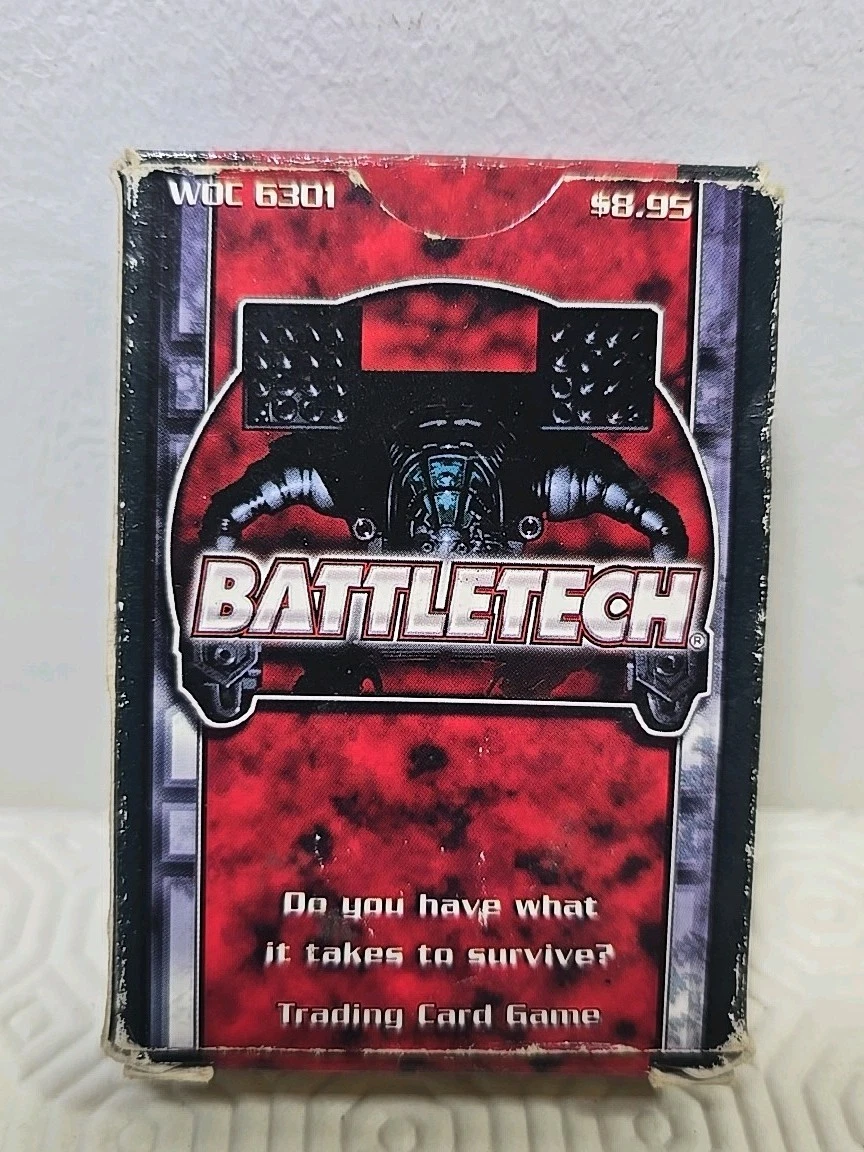 WOC 6301
$8.95
BATTLETECH®
Do you have what
it takes to survive?
Trading Card Game